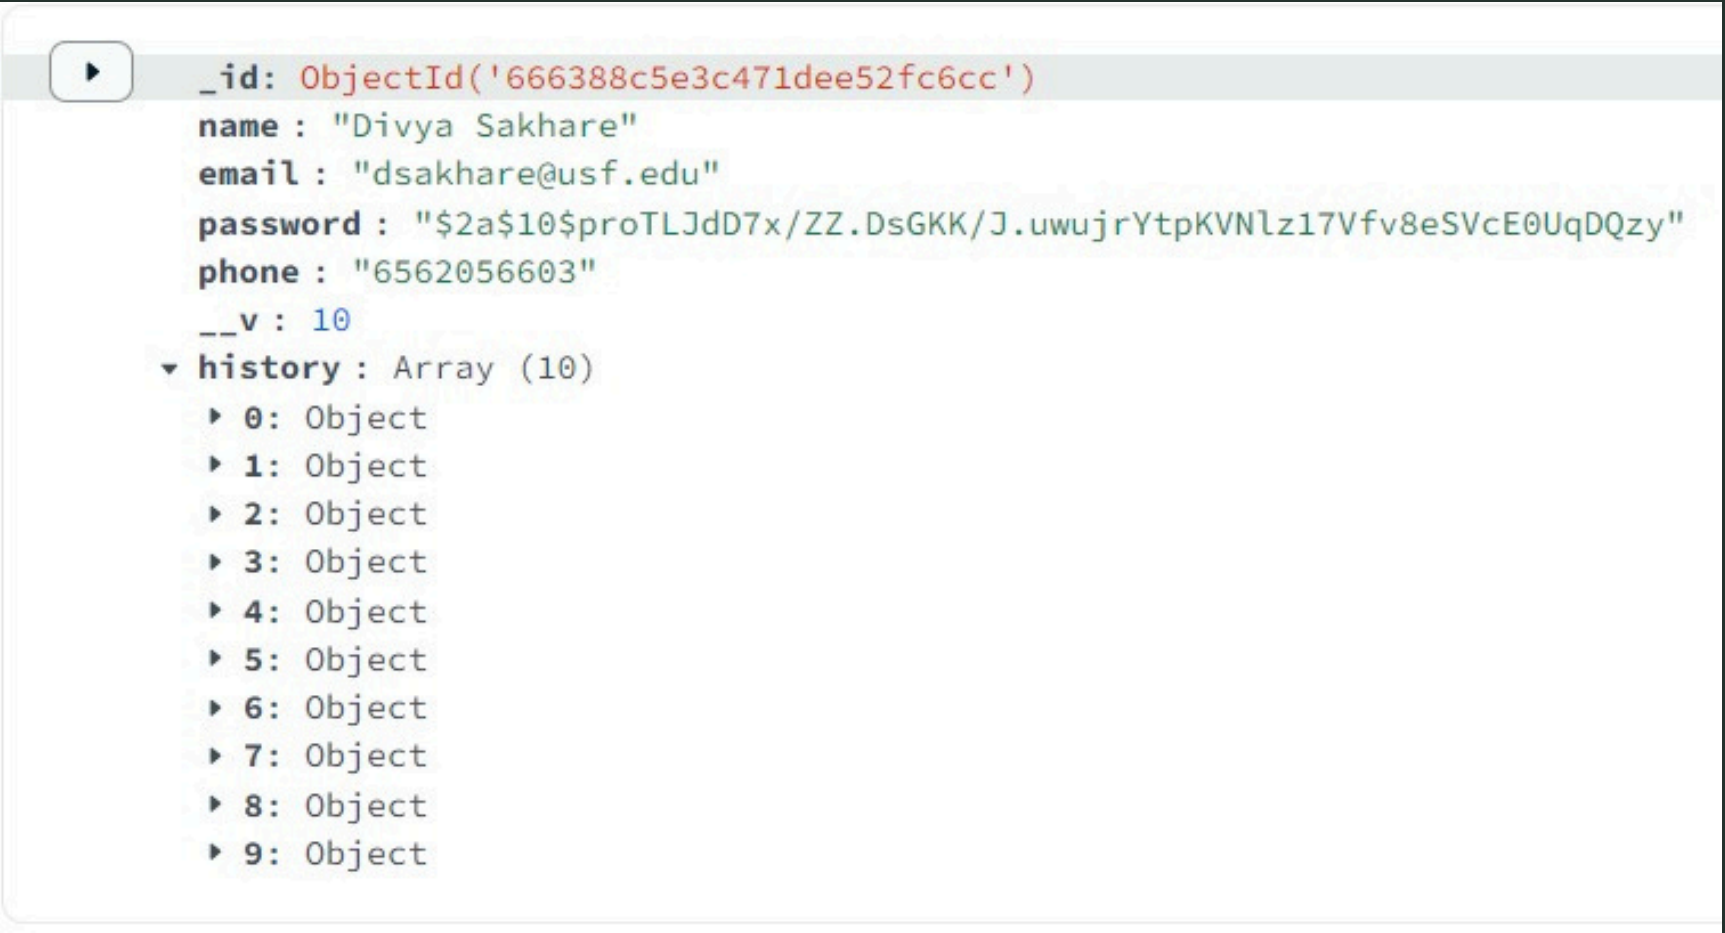 _id: ObjectId('666388c5e3c471dee52fc6cc')
name : "Divya Sakhare"
email : "dsakhare@usf.edu"
password : "$2a$10$proTLJdD7x/ZZ.DsGKK/J.uwujrYtpKVNlz17Vfv8eSVcE0UqDQzy"
phone : "6562056603"
__v : 10
history : Array (10)
0: Object
1: Object
2: Object
3: Object
4: Object
5: Object
6: Object
7: Object
8: Object
9: Object